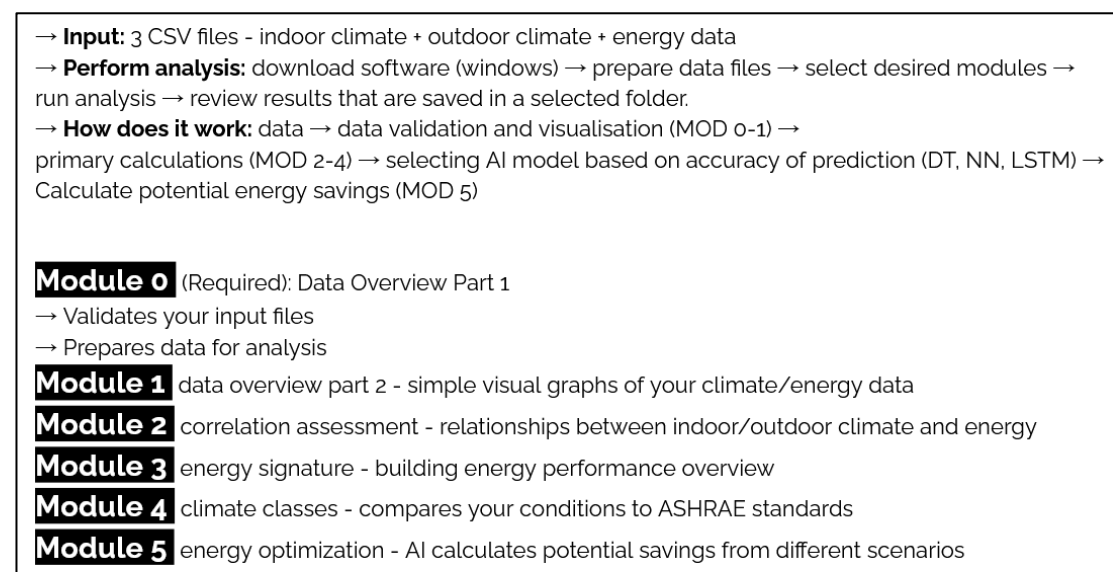 → Input: 3 CSV files - indoor climate + outdoor climate + energy data
→ Perform analysis: download software (windows) → prepare data files → select desired modules →
run analysis → review results that are saved in a selected folder.
→ How does it work: data → data validation and visualisation (MOD 0-1) →
primary calculations (MOD 2-4) → selecting AI model based on accuracy of prediction (DT, NN, LSTM) →
Calculate potential energy savings (MOD 5)
Module 0 (Required): Data Overview Part 1
→ Validates your input files
→ Prepares data for analysis
Module 1 data overview part 2 - simple visual graphs of your climate/energy data
Module 2 correlation assessment - relationships between indoor/outdoor climate and energy
Module 3 energy signature - building energy performance overview
Module 4 climate classes - compares your conditions to ASHRAE standards
Module 5 energy optimization - AI calculates potential savings from different scenarios